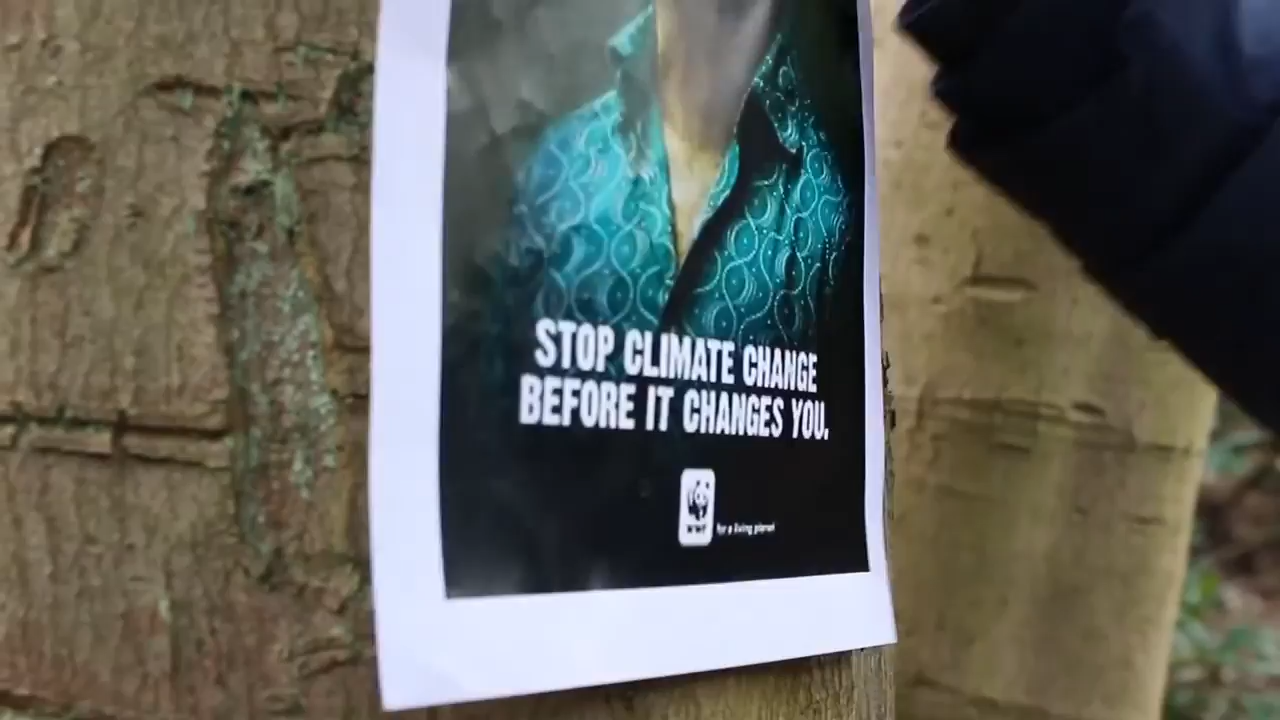 STOP CLIMATE CHANGE
BEFORE IT CHANGES YOU.
WWF
for a living planet